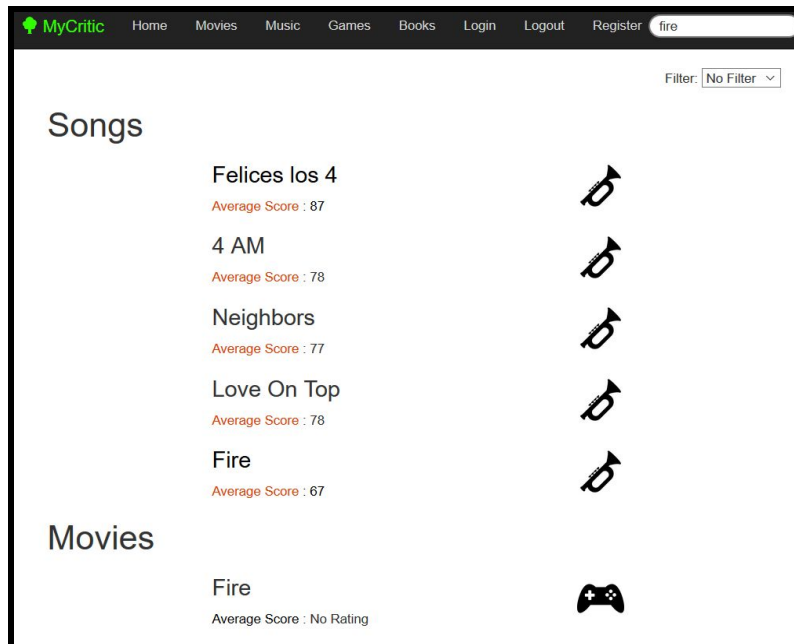 MyCritic Home Movies Music Games Books Login Logout Register fire
Filter: No Filter
Songs
Felices los 4
Average Score : 87
4 AM
Average Score : 78
Neighbors
Average Score : 77
Love On Top
Average Score : 78
Fire
Average Score : 67
Movies
Fire
Average Score : No Rating